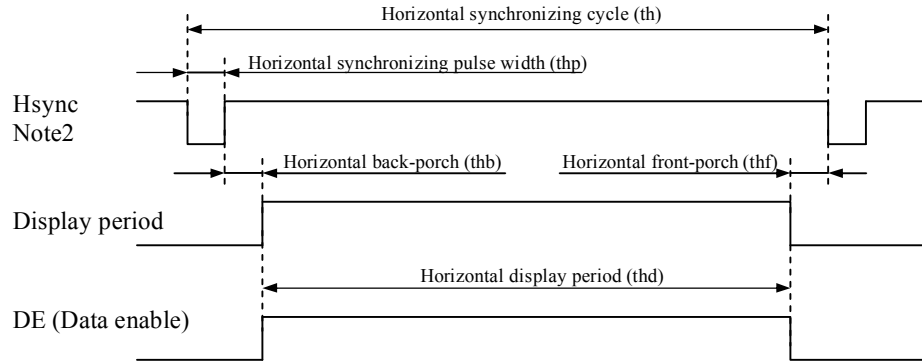 Horizontal synchronizing cycle (th)
Horizontal synchronizing pulse width (thp)
Hsync
Note2
Horizontal back-porch (thb)
Horizontal front-porch (thf)
Display period
Horizontal display period (thd)
DE (Data enable)